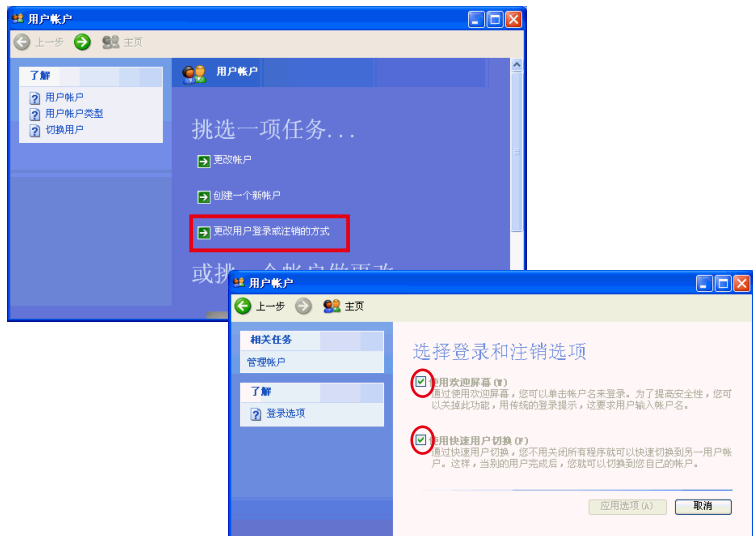 用户帐户
上一步 主页
了解
用户帐户
用户帐户类型
切换用户
用户帐户
挑选一项任务...
更改帐户
创建一个新帐户
更改用户登录或注销的方式
或挑一个帐户做更改
用户帐户
上一步 主页
相关任务
管理帐户
了解
登录选项
选择登录和注销选项
使用欢迎屏幕(W)
通过使用欢迎屏幕，您可以单击帐户名来登录。为了提高安全性，您可
以关掉此功能，用传统的登录提示，这要求用户输入帐户名。
使用快速用户切换(F)
通过快速用户切换，您不用关闭所有程序就可以快速切换到另一用户帐
户。这样，当别的用户完成后，您就可以切换到您自己的帐户。
应用选项(A) 取消